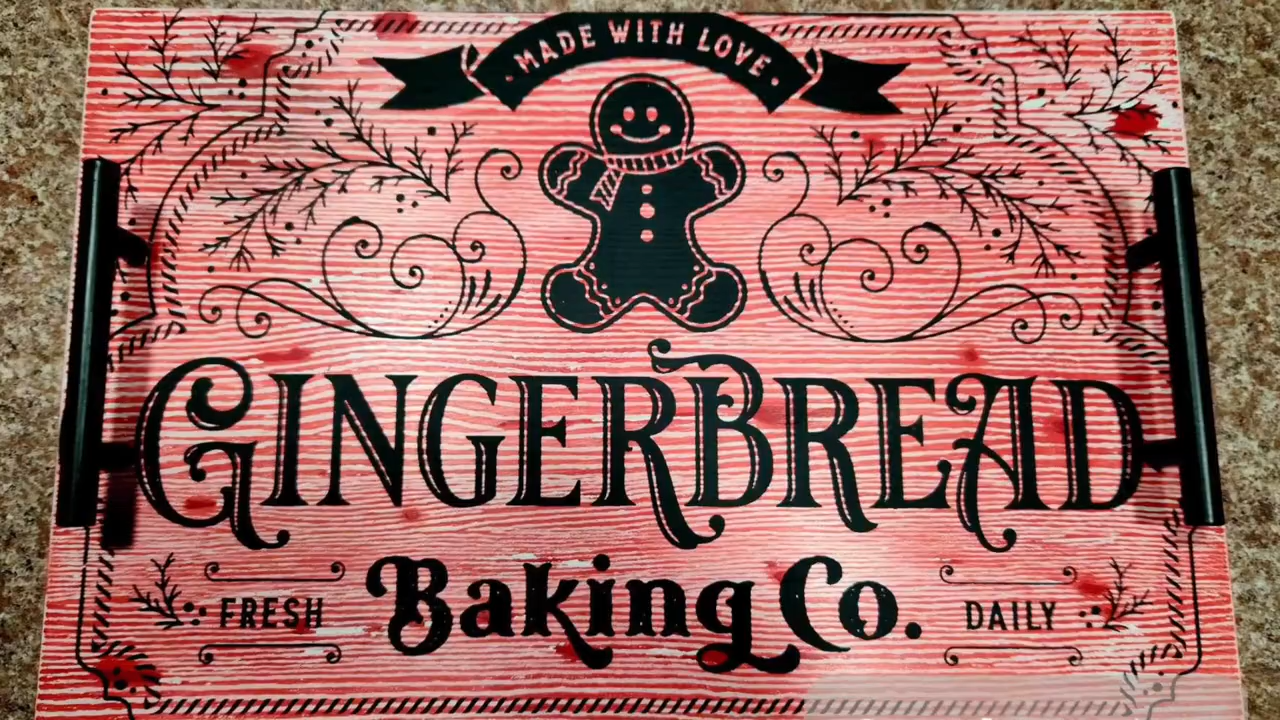 MADE WITH LOVE
GINGERBREAD
Baking Co.
FRESH
DAILY